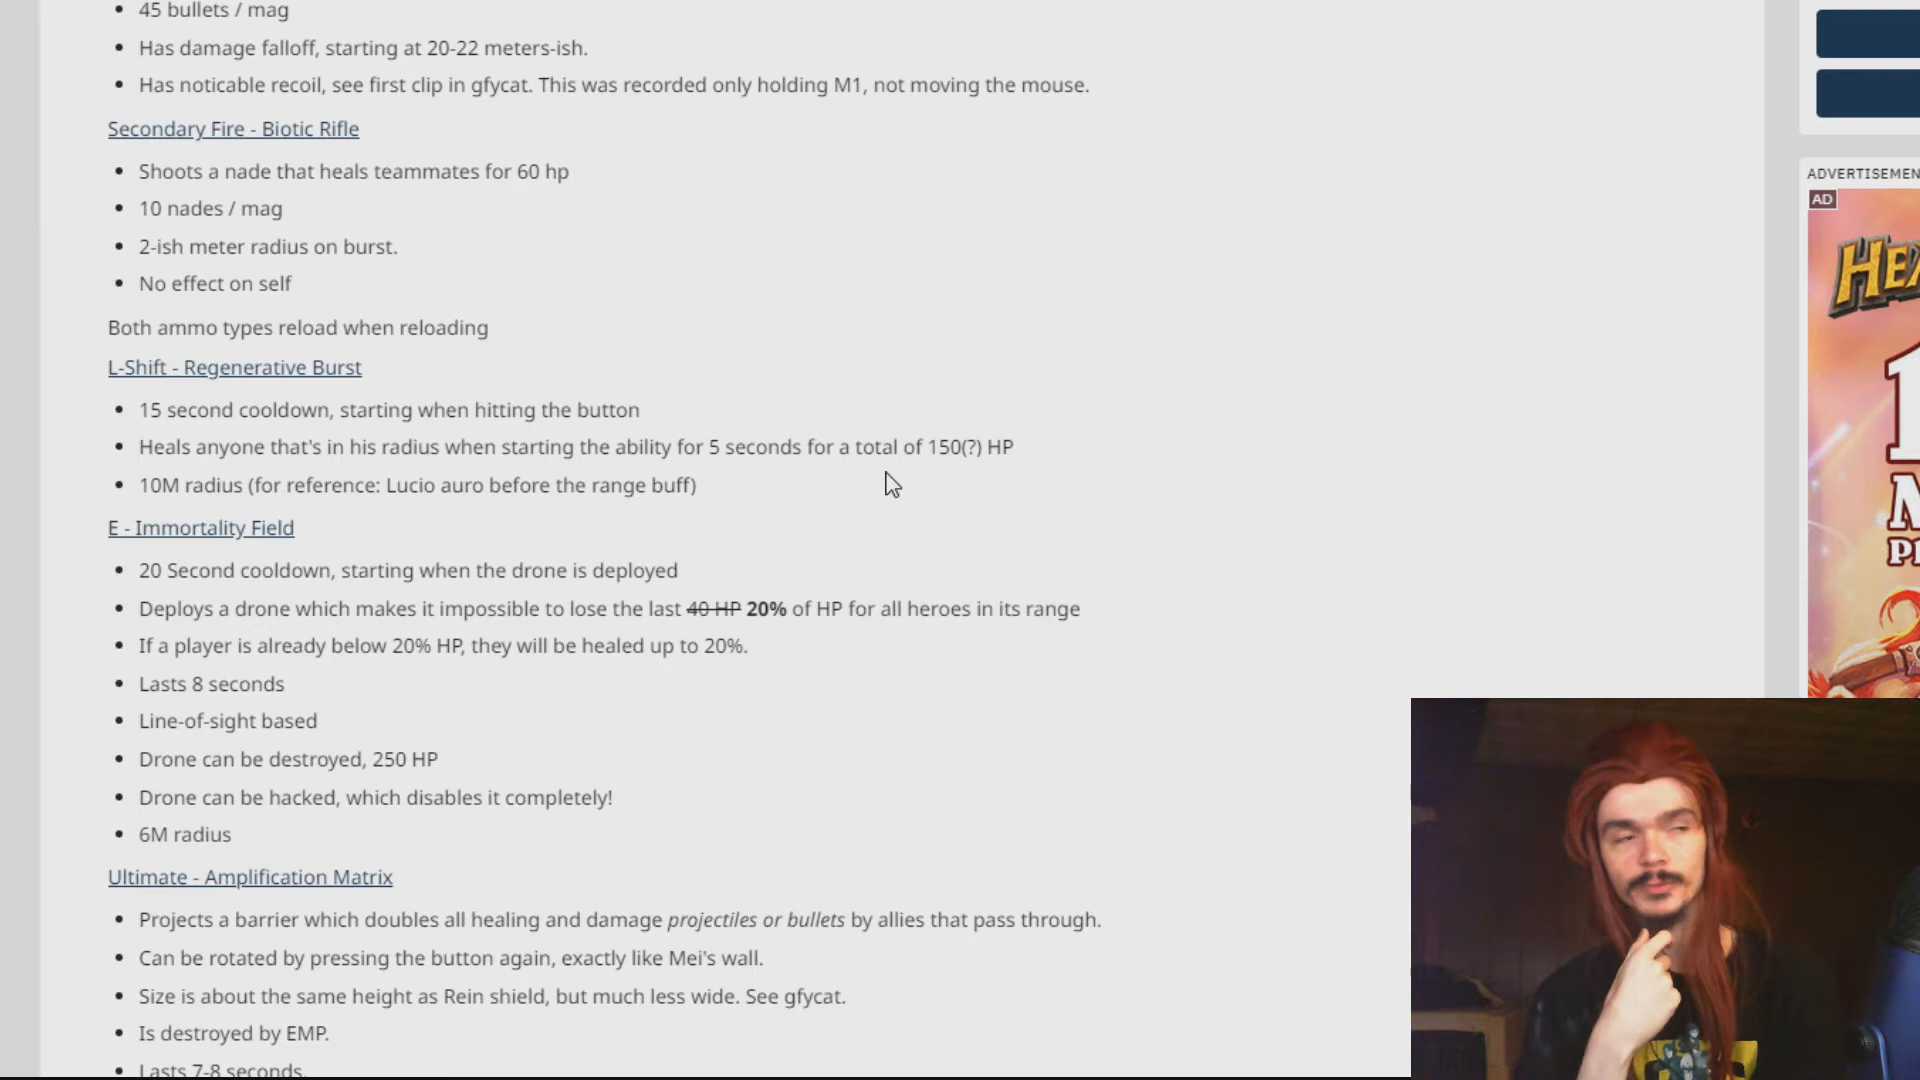 45 bullets / mag
Has damage falloff, starting at 20-22 meters-ish.
Has noticable recoil, see first clip in gfycat. This was recorded only holding M1, not moving the mouse.
Secondary Fire - Biotic Rifle
Shoots a nade that heals teammates for 60 hp
10 nades / mag
2-ish meter radius on burst.
No effect on self
Both ammo types reload when reloading
L-Shift - Regenerative Burst
15 second cooldown, starting when hitting the button
Heals anyone that's in his radius when starting the ability for 5 seconds for a total of 150(?) HP
10M radius (for reference: Lucio auro before the range buff)
E - Immortality Field
20 Second cooldown, starting when the drone is deployed
Deploys a drone which makes it impossible to lose the last 40 HP 20% of HP for all heroes in its range
If a player is already below 20% HP, they will be healed up to 20%.
Lasts 8 seconds
Line-of-sight based
Drone can be destroyed, 250 HP
Drone can be hacked, which disables it completely!
6M radius
Ultimate - Amplification Matrix
Projects a barrier which doubles all healing and damage projectiles or bullets by allies that pass through.
Can be rotated by pressing the button again, exactly like Mei's wall.
Size is about the same height as Rein shield, but much less wide. See gfycat.
Is destroyed by EMP.
Lasts 7-8 seconds.
ADVERTISEMEN
AD